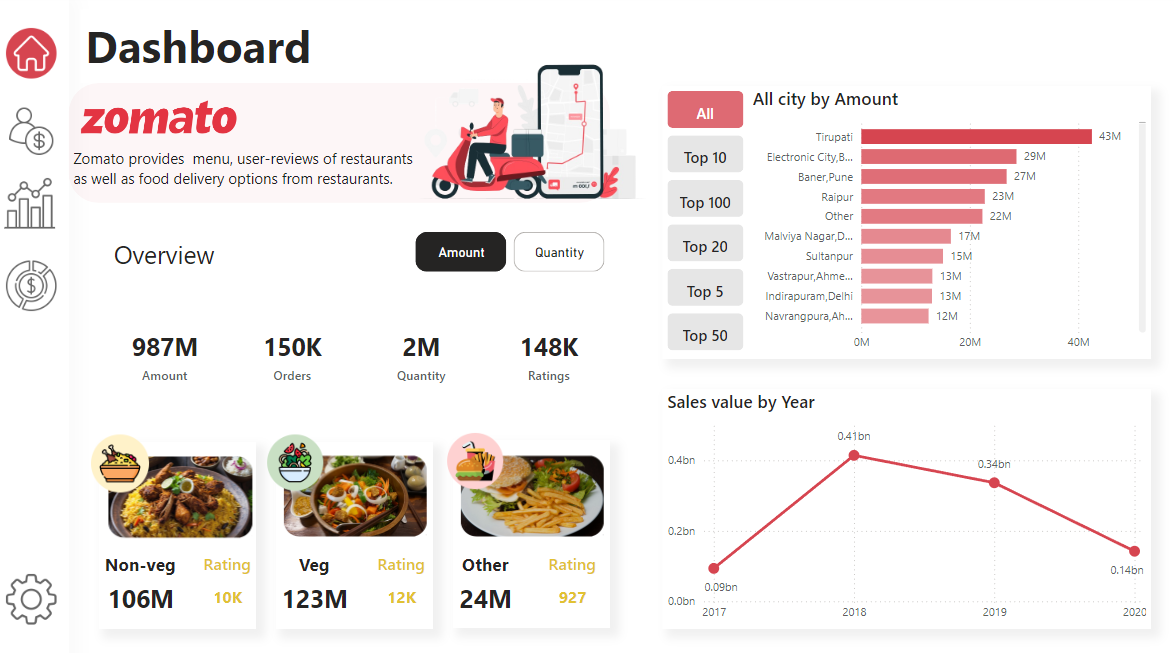 Dashboard
zomato
Zomato provides menu, user-reviews of restaurants
as well as food delivery options from restaurants.
Overview
Amount
Quantity
987M
Amount
150K
Orders
2M
Quantity
148K
Ratings
Non-veg Rating
106M 10K
Veg Rating
123M 12K
Other Rating
24M 927
All
Top 10
Top 100
Top 20
Top 5
Top 50
All city by Amount
Tirupati 43M
Electronic City,B... 29M
Baner,Pune 27M
Raipur 23M
Other 22M
Malviya Nagar,D... 17M
Sultanpur 15M
Vastrapur,Ahme... 13M
Indirapuram,Delhi 13M
Navrangpura,Ah... 12M
0M 20M 40M
Sales value by Year
0.41bn
0.4bn
0.34bn
0.2bn
0.14bn
0.09bn
0.0bn
2017 2018 2019 2020